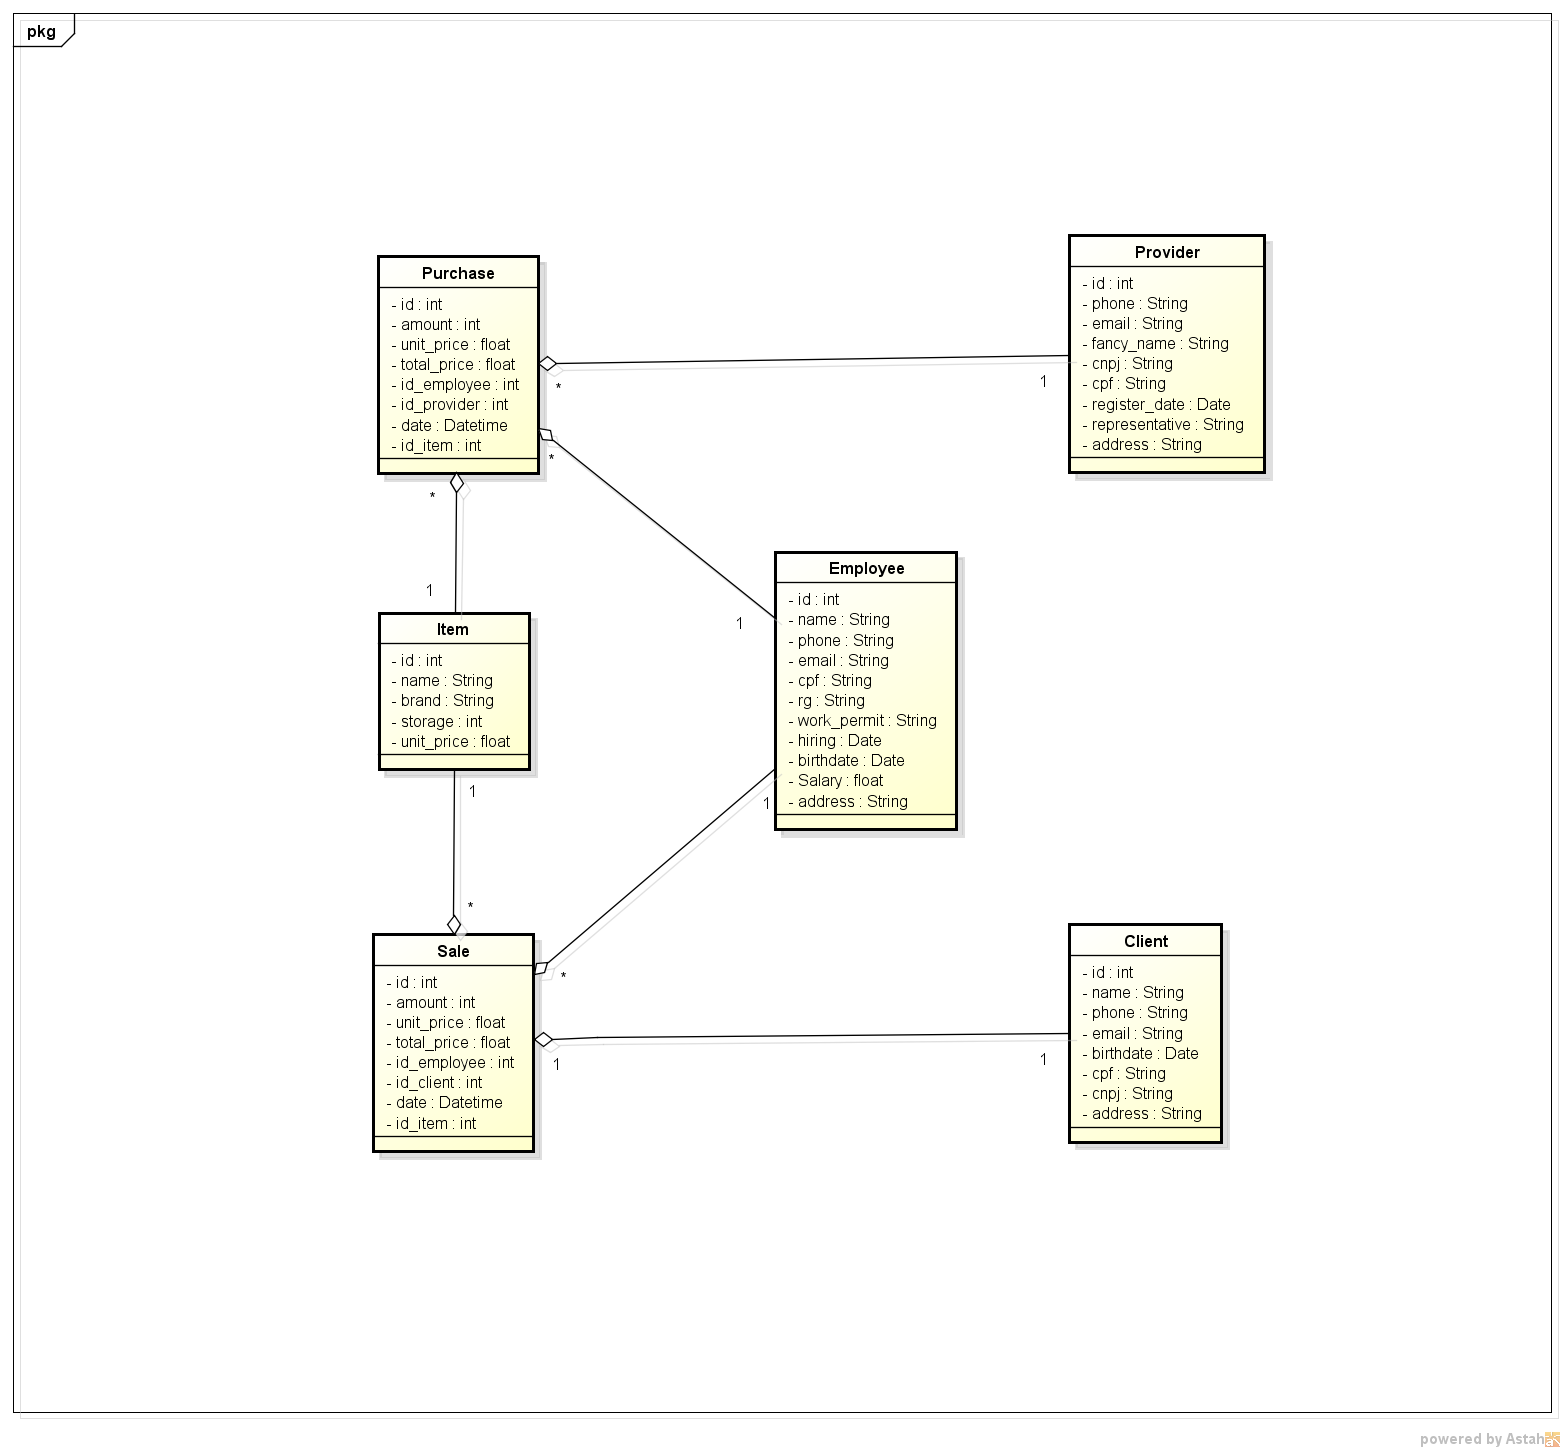 pkg
Purchase
- id : int
- amount : int
- unit_price : float
- total_price : float
- id_employee : int
- id_provider : int
- date : Datetime
- id_item : int
Provider
- id : int
- phone : String
- email : String
- fancy_name : String
- cnpj : String
- cpf : String
- register_date : Date
- representative : String
- address : String
*
1
*
*
1
1
Employee
- id : int
- name : String
- phone : String
- email : String
- cpf : String
- rg : String
- work_permit : String
- hiring : Date
- birthdate : Date
- Salary : float
- address : String
Item
- id : int
- name : String
- brand : String
- storage : int
- unit_price : float
1
1
*
*
Sale
- id : int
- amount : int
- unit_price : float
- total_price : float
- id_employee : int
- id_client : int
- date : Datetime
- id_item : int
1
1
Client
- id : int
- name : String
- phone : String
- email : String
- birthdate : Date
- cpf : String
- cnpj : String
- address : String
powered by Astah